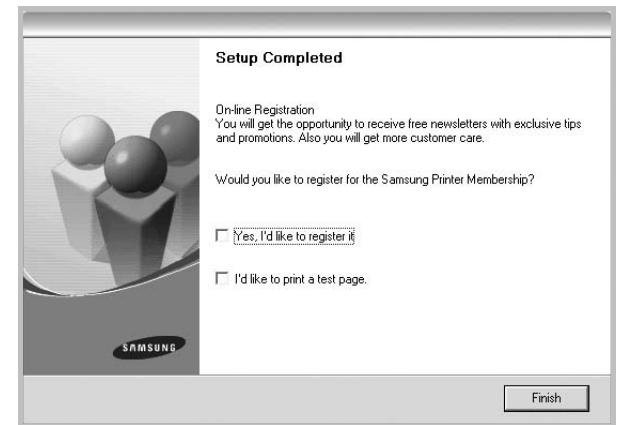 Setup Completed
On-line Registration
You will get the opportunity to receive free newsletters with exclusive tips
and promotions. Also you will get more customer care.
Would you like to register for the Samsung Printer Membership?
Yes, I'd like to register it
I'd like to print a test page.
SAMSUNG
Finish